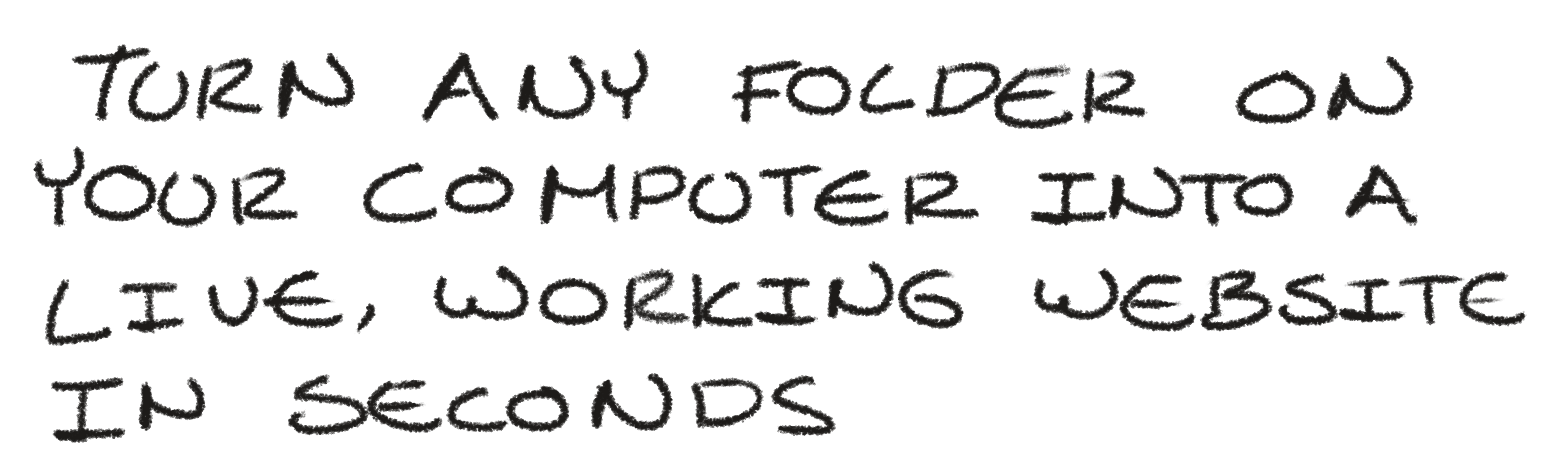 TURN ANY FOLDER ON
YOUR COMPUTER INTO A
LIVE, WORKING WEBSITE
IN SECONDS